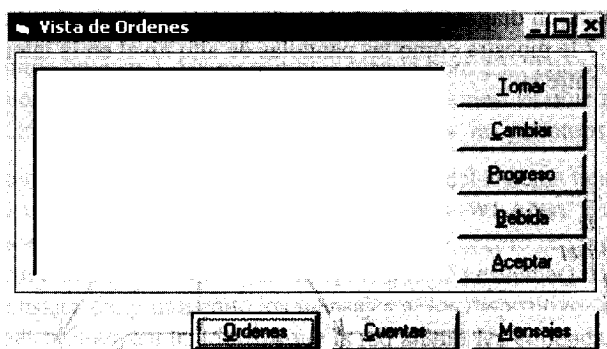 Vista de Ordenes
Tomar
Cambiar
Progreso
Bebida
Aceptar
Ordenes
Cuentas
Mensajes